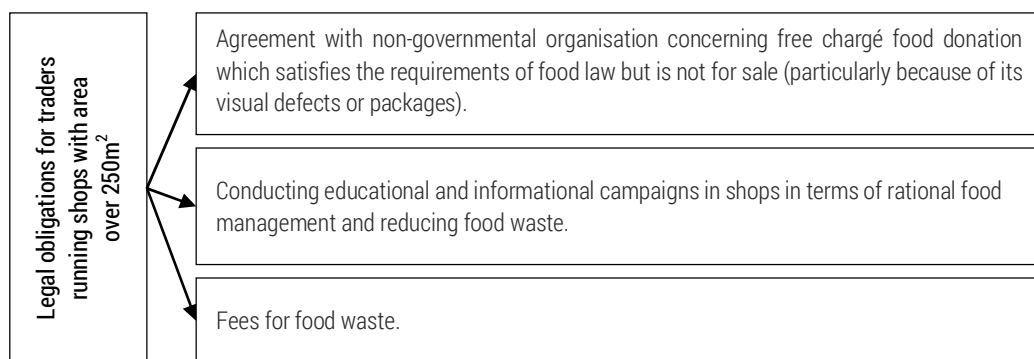 Legal obligations for traders
running shops with area
over 250m²
Agreement with non-governmental organisation concerning free chargé food donation
which satisfies the requirements of food law but is not for sale (particularly because of its
visual defects or packages).
Conducting educational and informational campaigns in shops in terms of rational food
management and reducing food waste.
Fees for food waste.